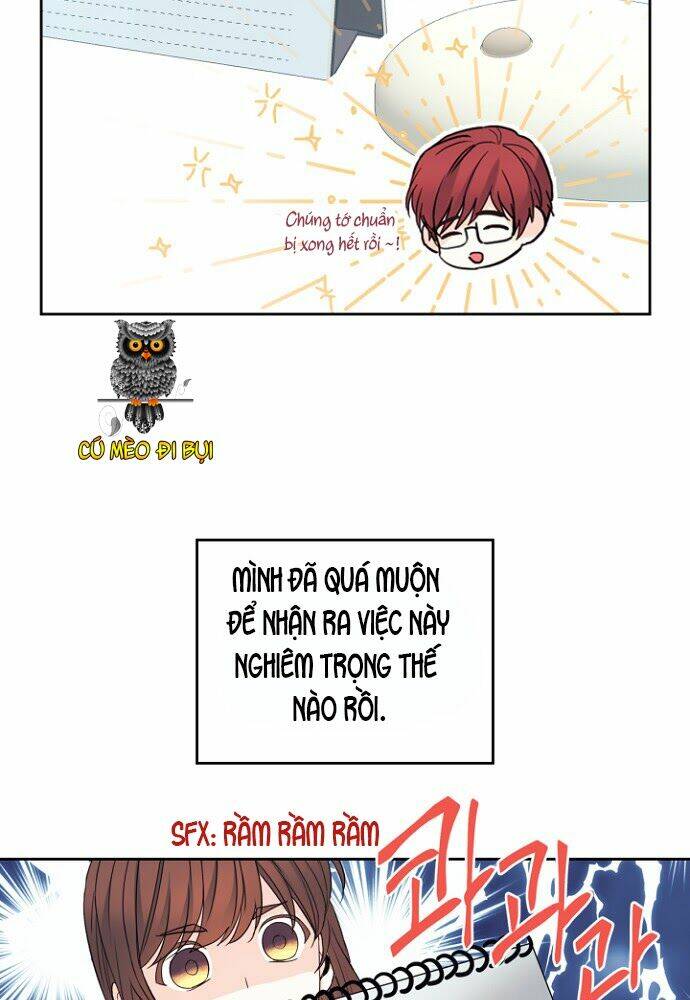 Chúng tớ chuẩn
bị xong hết rồi ~!
CÚ MÈO ĐI BỤI
MÌNH ĐÃ QUÁ MUỘN
ĐỂ NHẬN RA VIỆC NÀY
NGHIÊM TRỌNG THẾ
NÀO RỒI.
SFX: RẦM RẦM RẦM
콰과광